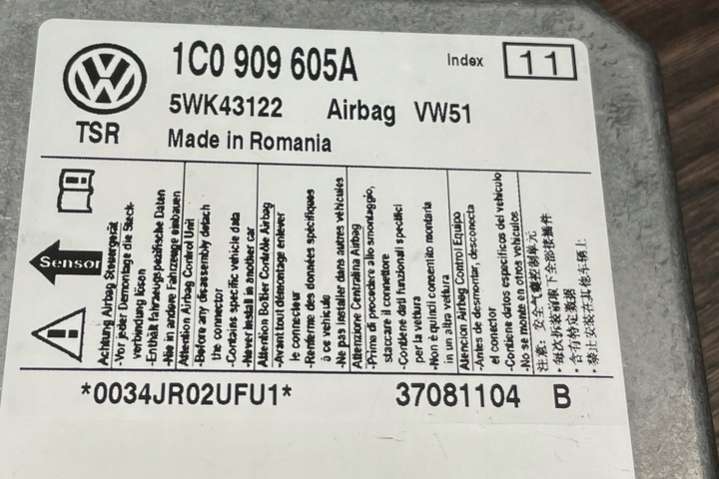 1C0 909 605A
Index 11
5WK43122 Airbag VW51
TSR
Made in Romania
Sensor
Achtung Airbag Steuergerät
-Vor jeder Demontage die Steck-
verbindung lösen
-Enthält fahrzeugspezifische Daten
-Nie in andere Fahrzeuge einbauen
Attention Airbag Control Unit
-Before any disassembly detach
the connector
-Contains specific vehicle data
-Never install in another car
Attention Boîtier Contrôle Airbag
-Avant tout démontage enlever
le connecteur
-Renferme des données spécifiques
à ce véhicule
-Ne pas installer dans autres véhicules
Attenzione Centralina Airbag
-Prima di precedere allo smontaggio,
staccare il connettore
-Contiene dati funzionali specifici
per la vettura
-Non è quindi consentito montarla
in un altra vettura
Atencion Airbag Control Equipo
-Antes de desmontar, desconecta
el conector
-Contiene datos específicos del vehículo
-No se monte en otros vehículos
注意: 安全气囊控制单元
·每次拆装前取下全部接插件
·含有特定数据
·禁止安装在其他车辆上
*0034JR02UFU1* 37081104 B